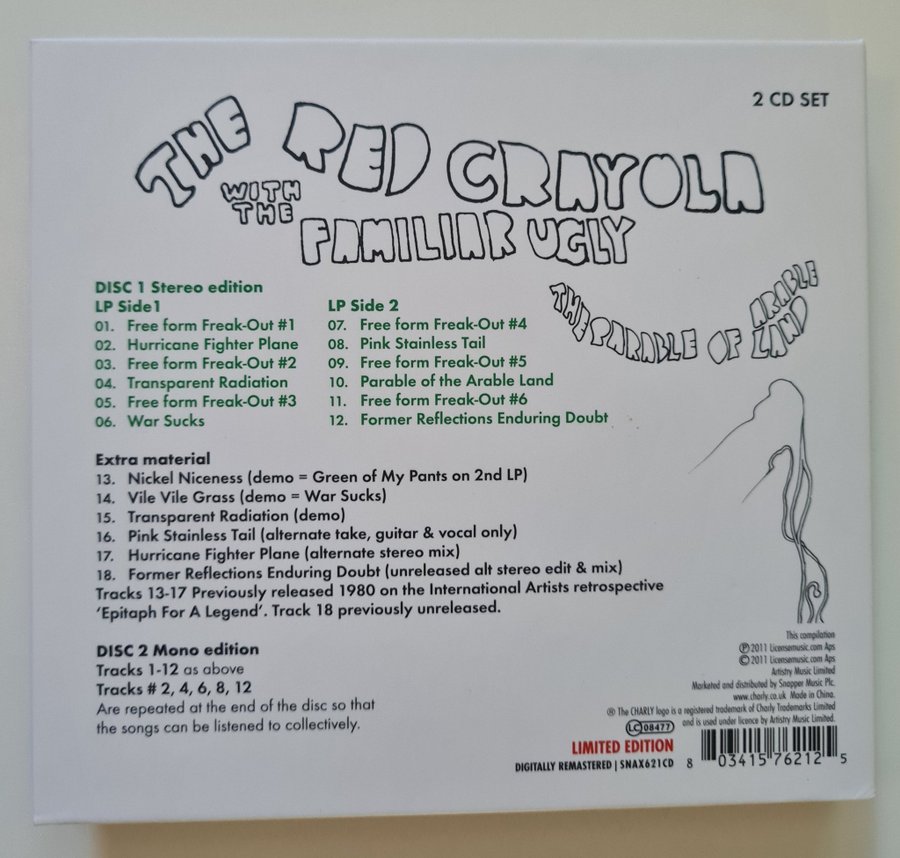 2 CD SET
THE RED CRAYOLA
WITH
THE
FAMILIAR UGLY
THE PARABLE OF ARABLE
LAND
DISC 1 Stereo edition
LP Side1
01. Free form Freak-Out #1
02. Hurricane Fighter Plane
03. Free form Freak-Out #2
04. Transparent Radiation
05. Free form Freak-Out #3
06. War Sucks
LP Side 2
07. Free form Freak-Out #4
08. Pink Stainless Tail
09. Free form Freak-Out #5
10. Parable of the Arable Land
11. Free form Freak-Out #6
12. Former Reflections Enduring Doubt
Extra material
13. Nickel Niceness (demo = Green of My Pants on 2nd LP)
14. Vile Vile Grass (demo = War Sucks)
15. Transparent Radiation (demo)
16. Pink Stainless Tail (alternate take, guitar & vocal only)
17. Hurricane Fighter Plane (alternate stereo mix)
18. Former Reflections Enduring Doubt (unreleased alt stereo edit & mix)
Tracks 13-17 Previously released 1980 on the International Artists retrospective
‘Epitaph For A Legend’. Track 18 previously unreleased.
DISC 2 Mono edition
Tracks 1-12 as above
Tracks # 2, 4, 6, 8, 12
Are repeated at the end of the disc so that
the songs can be listened to collectively.
This compilation
℗ 2011 Licensemusic.com Aps
© 2011 Licensemusic.com Aps
Artistry Music Limited
Marketed and distributed by Snapper Music Plc.
www.charly.co.uk Made in China.
® The CHARLY logo is a registered trademark of Charly Trademarks Limited
and is used under licence by Artistry Music Limited.
LC 08477
LIMITED EDITION
DIGITALLY REMASTERED | SNAX621CD
8 03415 76212 5